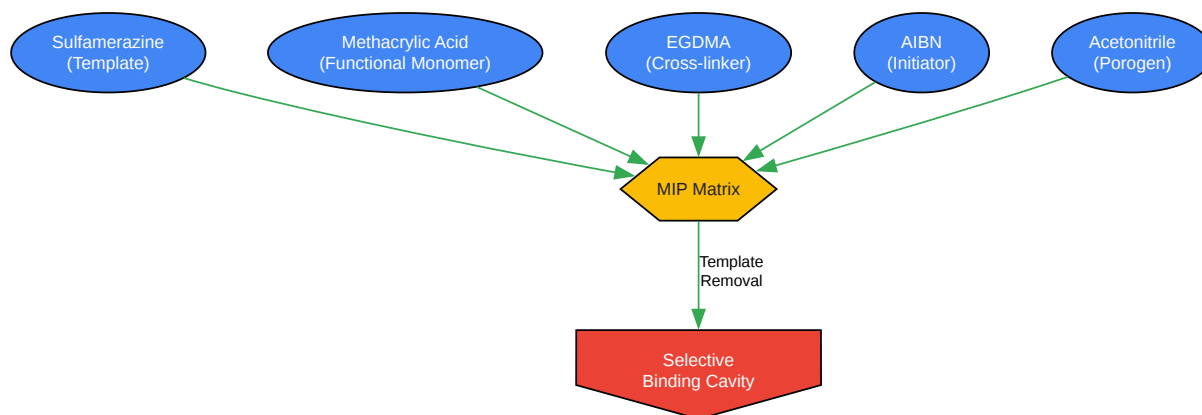 Sulfamerazine
(Template)
Methacrylic Acid
(Functional Monomer)
EGDMA
(Cross-linker)
AIBN
(Initiator)
Acetonitrile
(Porogen)
MIP Matrix
Template
Removal
Selective
Binding Cavity